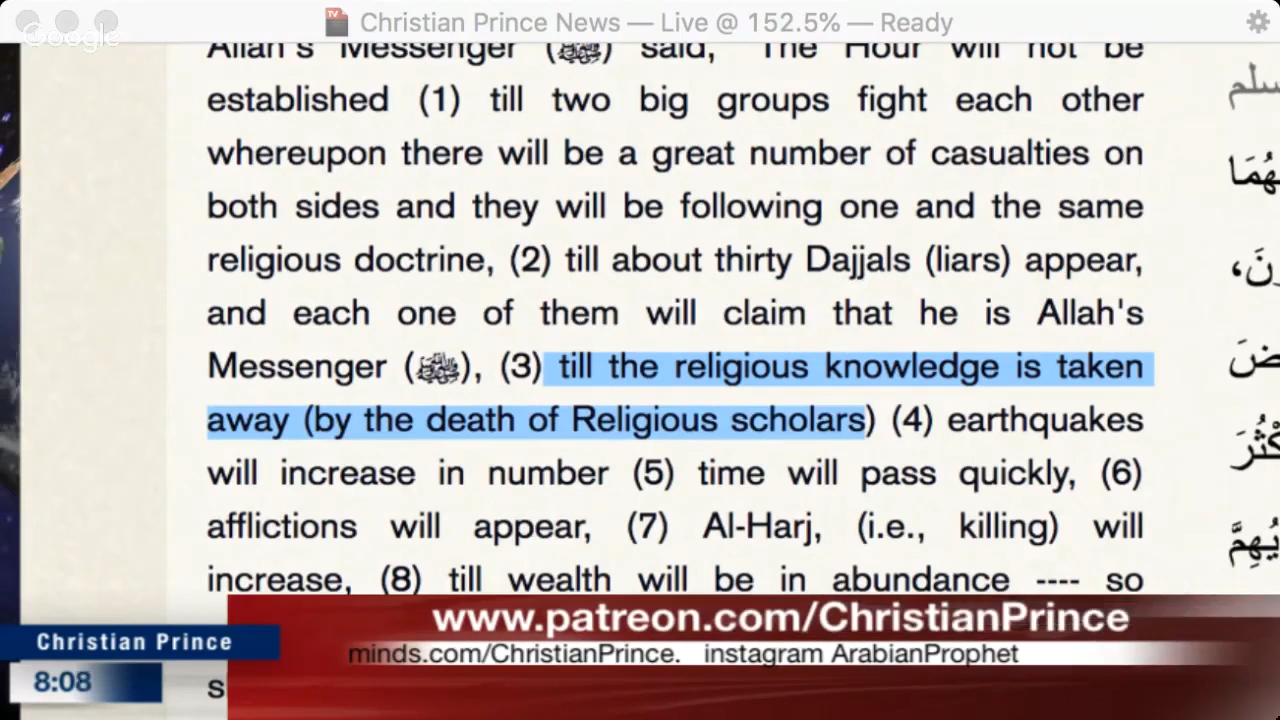 Christian Prince News — Live @ 152.5% — Ready
Google
Allah's Messenger (ﷺ) said, "The Hour will not be
established (1) till two big groups fight each other
whereupon there will be a great number of casualties on
both sides and they will be following one and the same
religious doctrine, (2) till about thirty Dajjals (liars) appear,
and each one of them will claim that he is Allah's
Messenger (ﷺ), (3) till the religious knowledge is taken
away (by the death of Religious scholars) (4) earthquakes
will increase in number (5) time will pass quickly, (6)
afflictions will appear, (7) Al-Harj, (i.e., killing) will
increase, (8) till wealth will be in abundance ---- so
www.patreon.com/ChristianPrince
Christian Prince
minds.com/ChristianPrince. instagram ArabianProphet
8:08